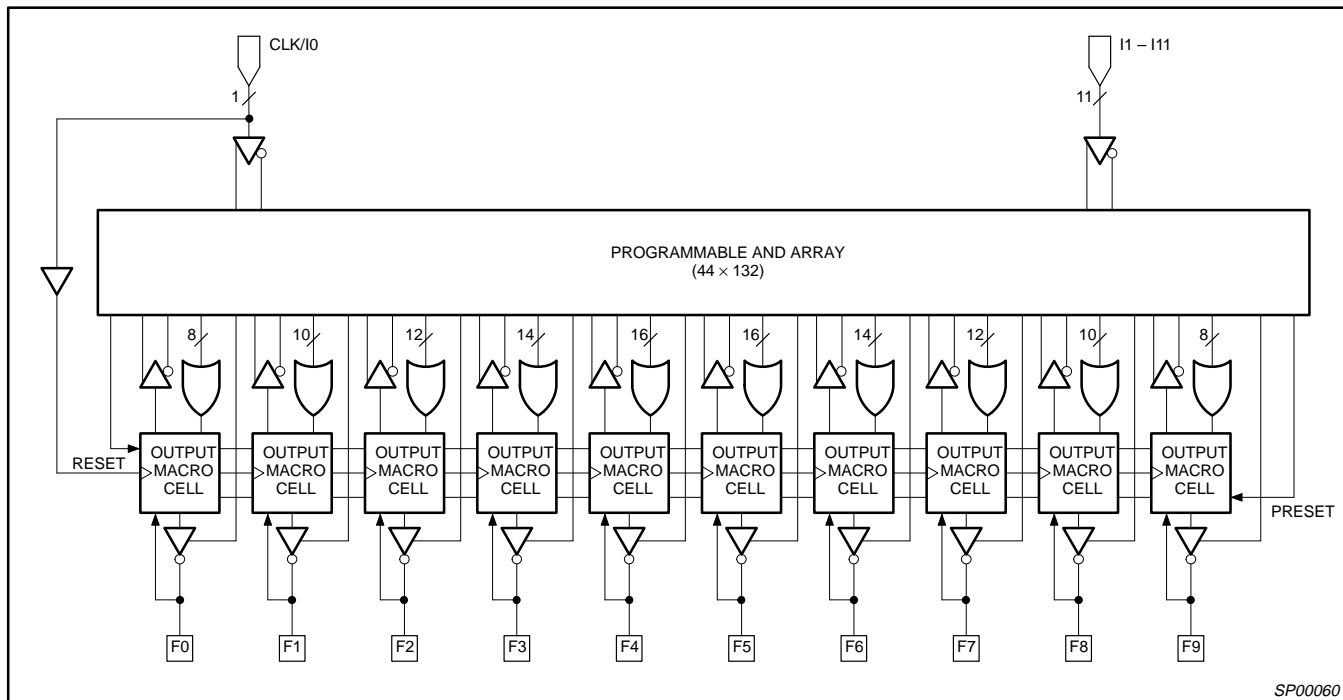 CLK/I0
I1 – I11
1
11
PROGRAMMABLE AND ARRAY
(44 × 132)
8 10 12 14 16 16 14 12 10 8
OUTPUT OUTPUT OUTPUT OUTPUT OUTPUT OUTPUT OUTPUT OUTPUT OUTPUT OUTPUT
RESET MACRO MACRO MACRO MACRO MACRO MACRO MACRO MACRO MACRO MACRO
CELL CELL CELL CELL CELL CELL CELL CELL CELL CELL
PRESET
F0 F1 F2 F3 F4 F5 F6 F7 F8 F9
SP00060